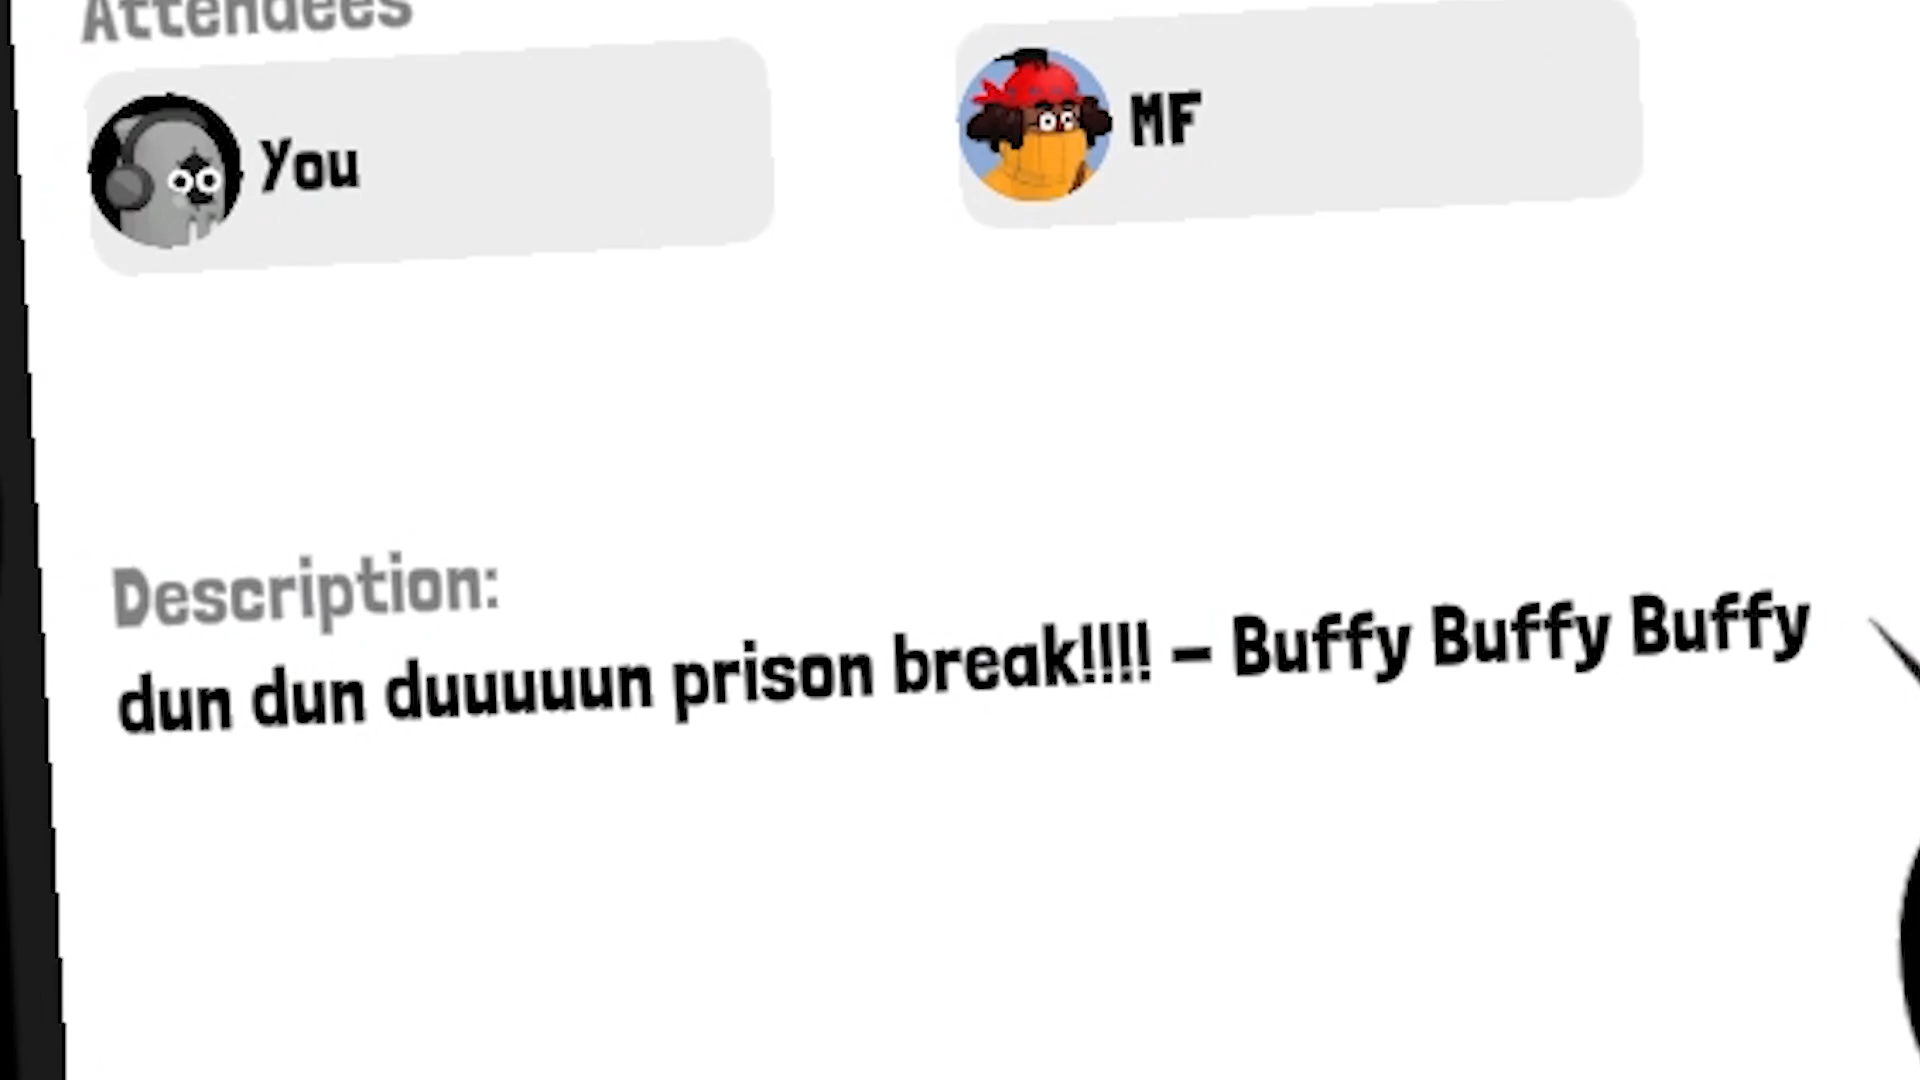 Attendees
You
MF
Description:
dun dun duuuuun prison break!!!! – Buffy Buffy Buffy